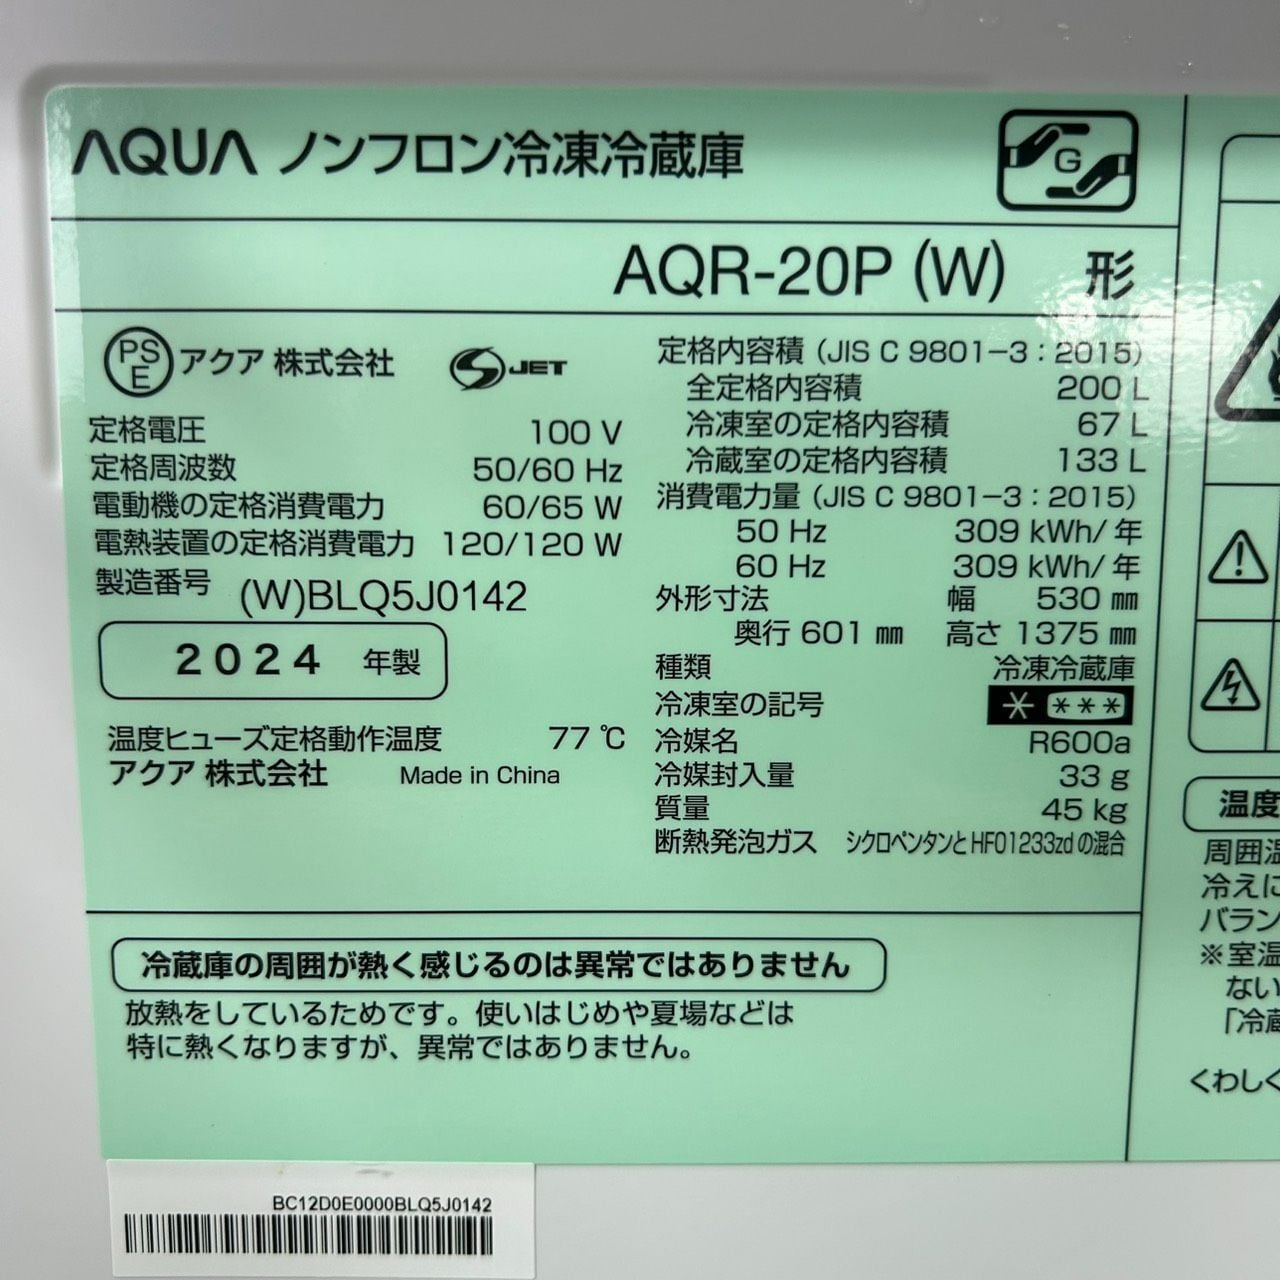 AQUA ノンフロン冷凍冷蔵庫
G
AQR-20P (W) 形
PSE アクア 株式会社 JET
定格電圧 100 V
定格周波数 50/60 Hz
電動機の定格消費電力 60/65 W
電熱装置の定格消費電力 120/120 W
製造番号 (W)BLQ5J0142
2024 年製
温度ヒューズ定格動作温度 77 ℃
アクア 株式会社 Made in China
定格内容積 (JIS C 9801-3:2015)
全定格内容積 200 L
冷凍室の定格内容積 67 L
冷蔵室の定格内容積 133 L
消費電力量 (JIS C 9801-3:2015)
50 Hz 309 kWh/年
60 Hz 309 kWh/年
外形寸法 幅 530 ㎜
奥行 601 ㎜ 高さ 1375 ㎜
種類 冷凍冷蔵庫
冷凍室の記号 * ***
冷媒名 R600a
冷媒封入量 33 g
質量 45 kg
断熱発泡ガス シクロペンタンとHFO1233zdの混合
冷蔵庫の周囲が熱く感じるのは異常ではありません
放熱をしているためです。使いはじめや夏場などは
特に熱くなりますが、異常ではありません。
BC12D0E0000BLQ5J0142
温度
周囲温
冷えに
バラン
※室温
ない
「冷蔵
くわしく